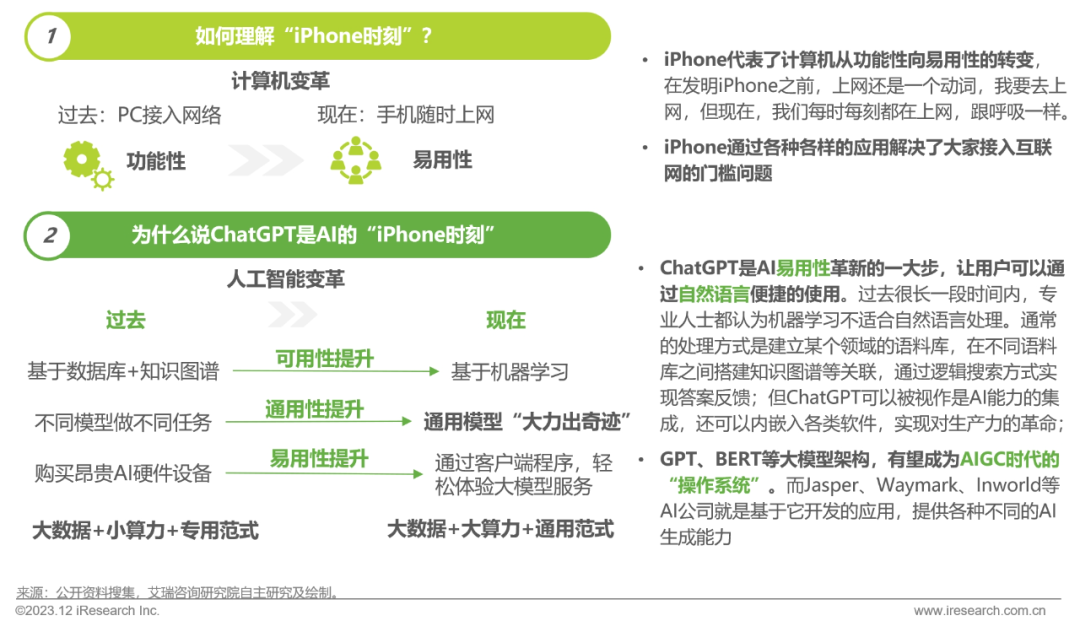 1
如何理解“iPhone时刻”?
计算机变革
过去：PC接入网络
现在：手机随时上网
功能性
易用性
• iPhone代表了计算机从功能性向易用性的转变，
在发明iPhone之前，上网还是一个动词，我要去上
网，但现在，我们每时每刻都在上网，跟呼吸一样。
• iPhone通过各种各样的应用解决了大家接入互联
网的门槛问题
2
为什么说ChatGPT是AI的“iPhone时刻”
人工智能变革
过去
现在
基于数据库+知识图谱
可用性提升
基于机器学习
不同模型做不同任务
通用性提升
通用模型“大力出奇迹”
购买昂贵AI硬件设备
易用性提升
通过客户端程序，轻
松体验大模型服务
大数据+小算力+专用范式
大数据+大算力+通用范式
• ChatGPT是AI易用性革新的一大步，让用户可以通
过自然语言便捷的使用。过去很长一段时间内，专
业人士都认为机器学习不适合自然语言处理。通常
的处理方式是建立某个领域的语料库，在不同语料
库之间搭建知识图谱等关联，通过逻辑搜索方式实
现答案反馈；但ChatGPT可以被视作是AI能力的集
成，还可以内嵌入各类软件，实现对生产力的革命；
• GPT、BERT等大模型架构，有望成为AIGC时代的
“操作系统”。而Jasper、Waymark、Inworld等
AI公司就是基于它开发的应用，提供各种不同的AI
生成能力
来源：公开资料搜集，艾瑞咨询研究院自主研究及绘制。
©2023.12 iResearch Inc.
www.iresearch.com.cn